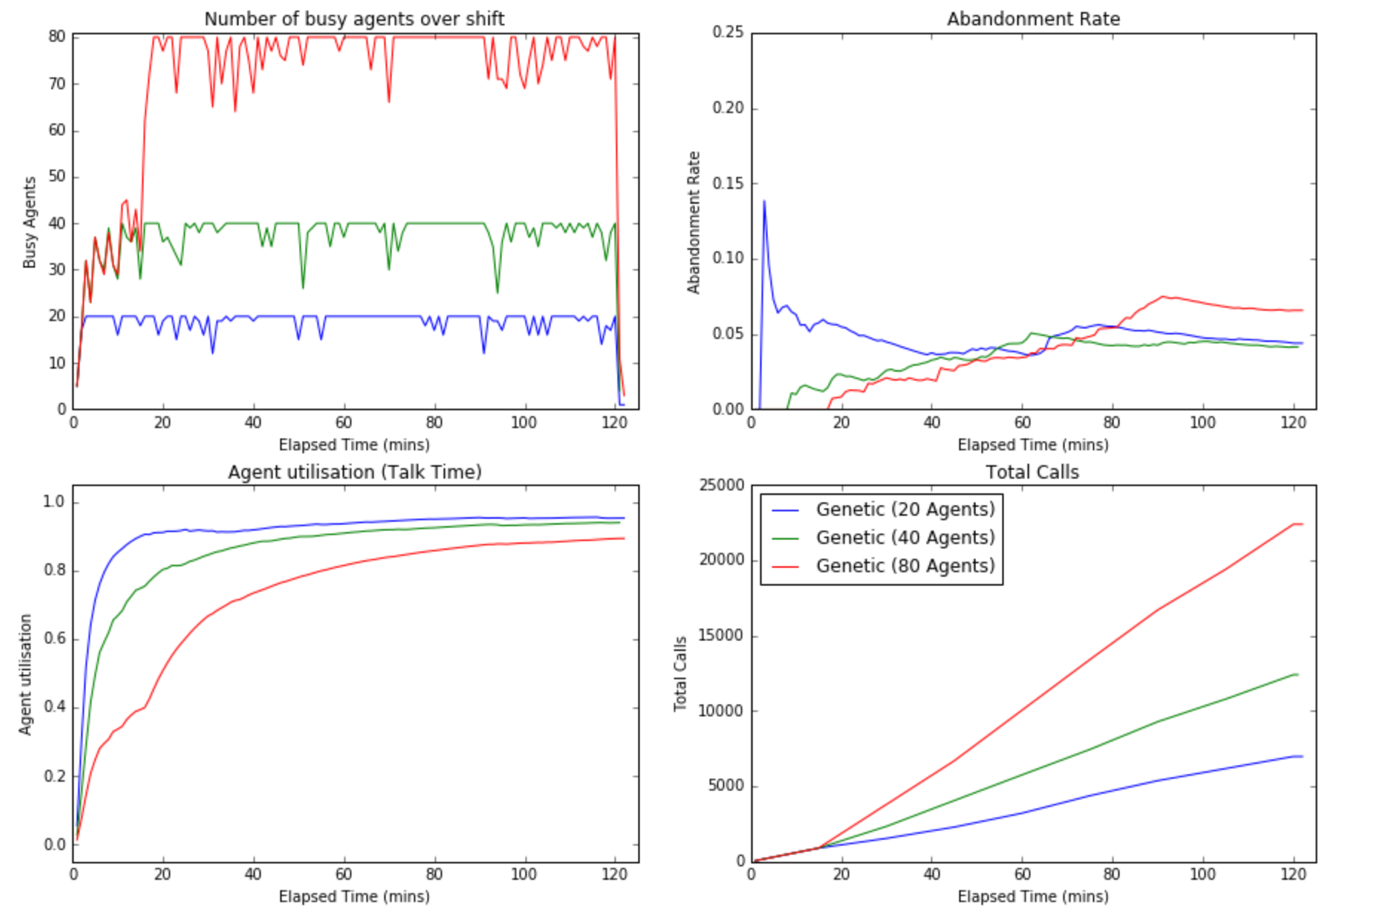 Number of busy agents over shift
80
70
60
50
40
30
20
10
0
Busy Agents
0 20 40 60 80 100 120
Elapsed Time (mins)
Abandonment Rate
0.25
0.20
0.15
0.10
0.05
0.00
Abandonment Rate
0 20 40 60 80 100 120
Elapsed Time (mins)
Agent utilisation (Talk Time)
1.0
0.8
0.6
0.4
0.2
0.0
Agent utilisation
0 20 40 60 80 100 120
Elapsed Time (mins)
Total Calls
25000
20000
15000
10000
5000
0
Total Calls
Genetic (20 Agents)
Genetic (40 Agents)
Genetic (80 Agents)
0 20 40 60 80 100 120
Elapsed Time (mins)